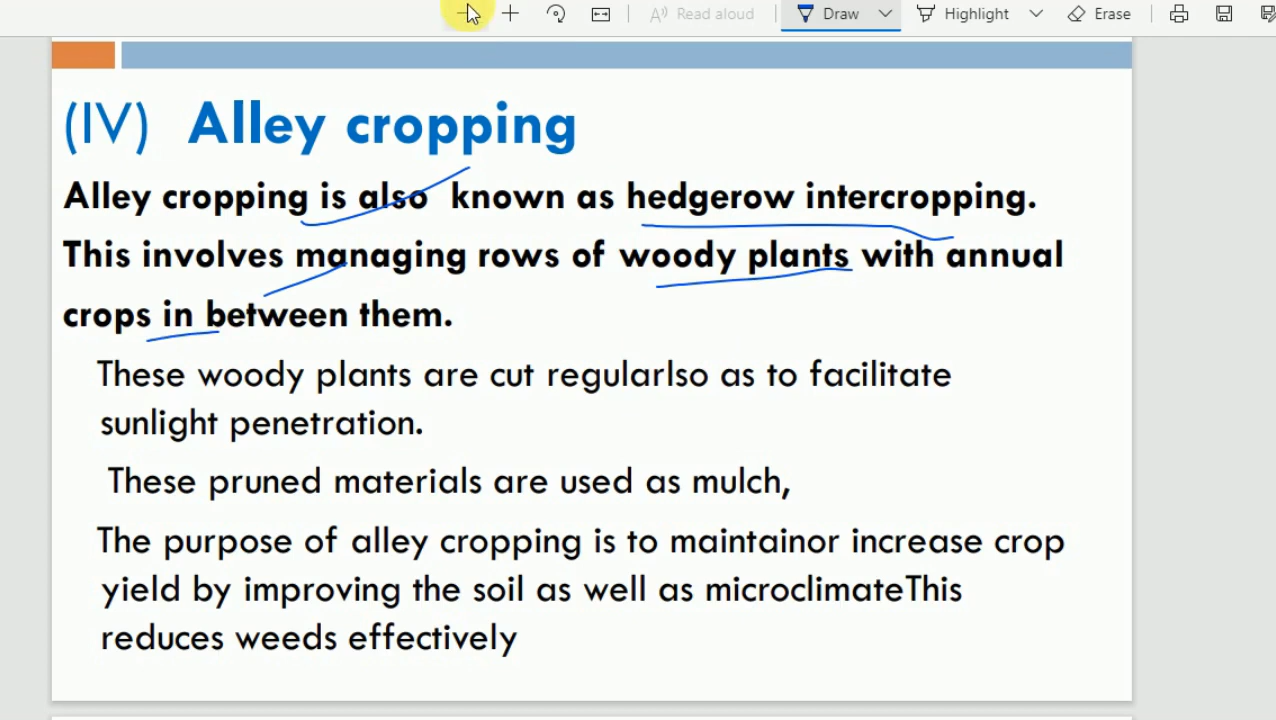 Read aloud Draw Highlight Erase
(IV) Alley cropping
Alley cropping is also known as hedgerow intercropping.
This involves managing rows of woody plants with annual
crops in between them.
These woody plants are cut regularlso as to facilitate
sunlight penetration.
These pruned materials are used as mulch,
The purpose of alley cropping is to maintainor increase crop
yield by improving the soil as well as microclimateThis
reduces weeds effectively